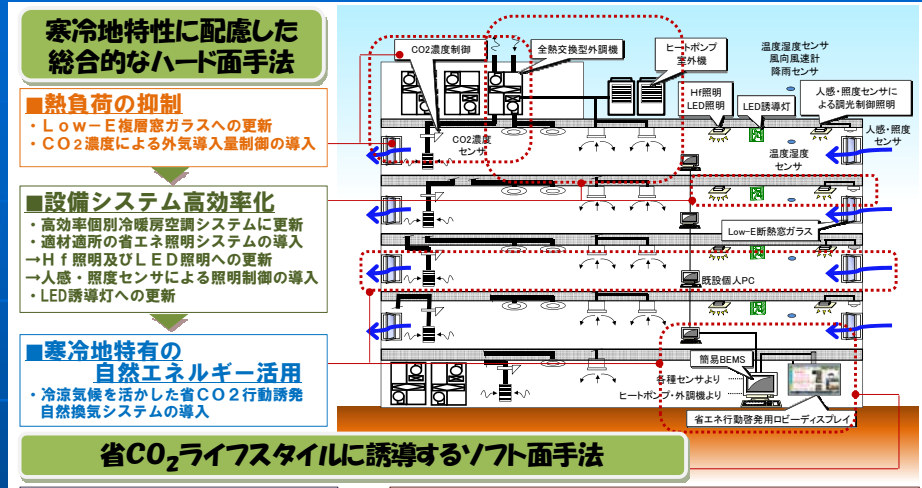 寒冷地特性に配慮した
総合的なハード面手法
■熱負荷の抑制
・Low-E複層窓ガラスへの更新
・CO2濃度による外気導入量制御の導入
■設備システム高効率化
・高効率個別冷暖房空調システムに更新
・適材適所の省エネ照明システムの導入
→Hf照明及びLED照明への更新
→人感・照度センサによる照明制御の導入
・LED誘導灯への更新
■寒冷地特有の
自然エネルギー活用
・冷涼気候を活かした省CO2行動誘発
自然換気システムの導入
CO2濃度制御
全熱交換型外調機
ヒートポンプ
室外機
温度湿度センサ
風向風速計
降雨センサ
Hf照明
LED照明
LED誘導灯
人感・照度センサに
よる調光制御照明
人感・照度
センサ
CO2濃度
センサ
温度湿度
センサ
Low-E断熱窓ガラス
既設個人PC
簡易BEMS
各種センサより
ヒートポンプ・外調機より
省エネ行動啓発用ロビーディスプレイ
省CO2ライフスタイルに誘導するソフト面手法